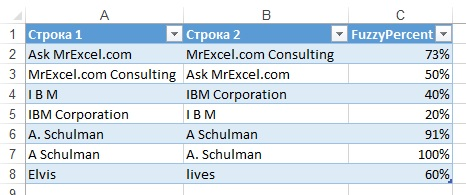 A B C
1 Строка 1 Строка 2 FuzzyPercent
2 Ask MrExcel.com MrExcel.com Consulting 73%
3 MrExcel.com Consulting Ask MrExcel.com 50%
4 I B M IBM Corporation 40%
5 IBM Corporation I B M 20%
6 A. Schulman A Schulman 91%
7 A Schulman A. Schulman 100%
8 Elvis lives 60%